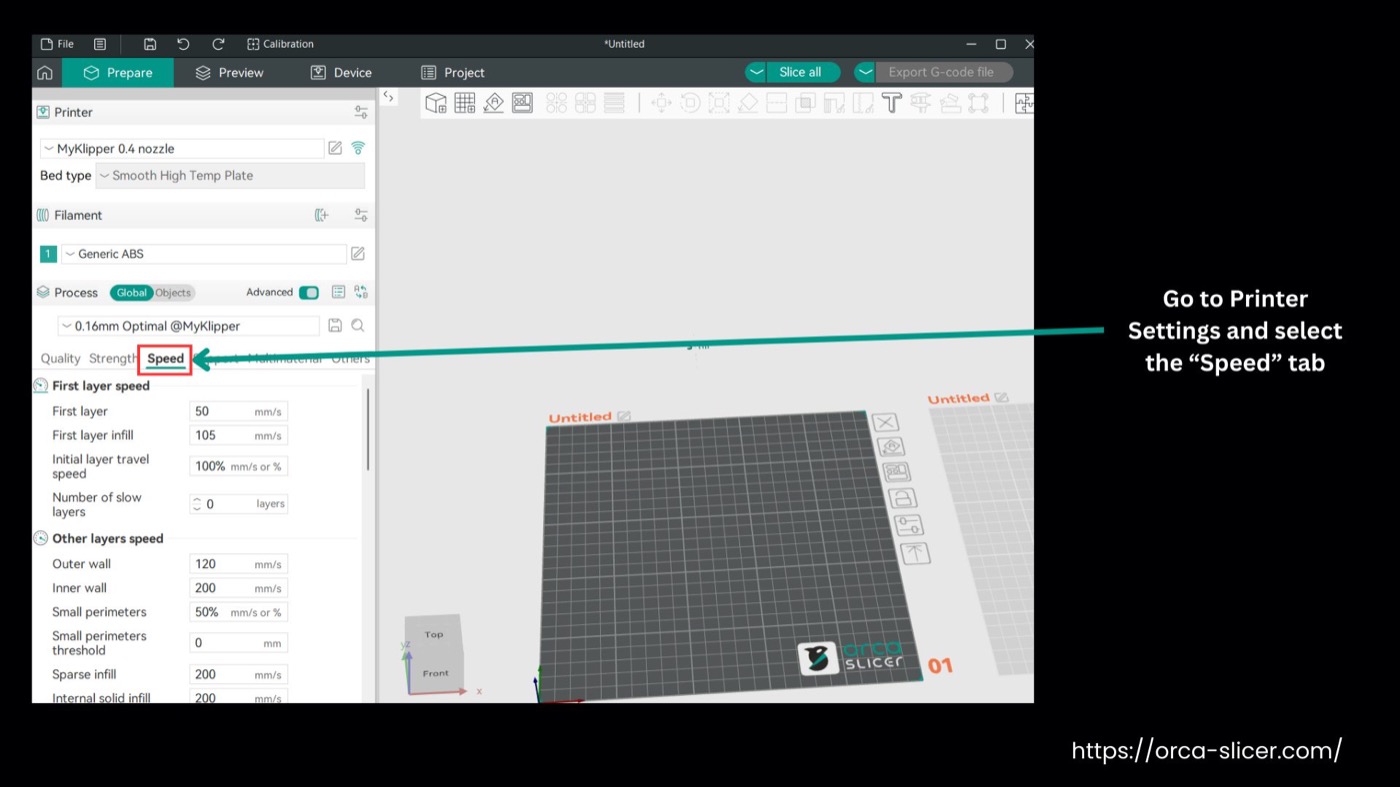 File
Calibration
*Untitled
Prepare
Preview
Device
Project
Slice all
Export G-code file
Printer
MyKlipper 0.4 nozzle
Bed type
Smooth High Temp Plate
Filament
1
Generic ABS
Process
Global
Objects
Advanced
0.16mm Optimal @MyKlipper
Quality
Strength
Speed
Multimaterial
Others
First layer speed
First layer 50 mm/s
First layer infill 105 mm/s
Initial layer travel
speed
100% mm/s or %
Number of slow
layers
0 layers
Other layers speed
Outer wall 120 mm/s
Inner wall 200 mm/s
Small perimeters 50% mm/s or %
Small perimeters
threshold
0 mm
Sparse infill 200 mm/s
Internal solid infill 200 mm/s
Untitled
Untitled
Top
Front
yz
x
orca
SLICER
01
Go to Printer
Settings and select
the “Speed” tab
https://orca-slicer.com/